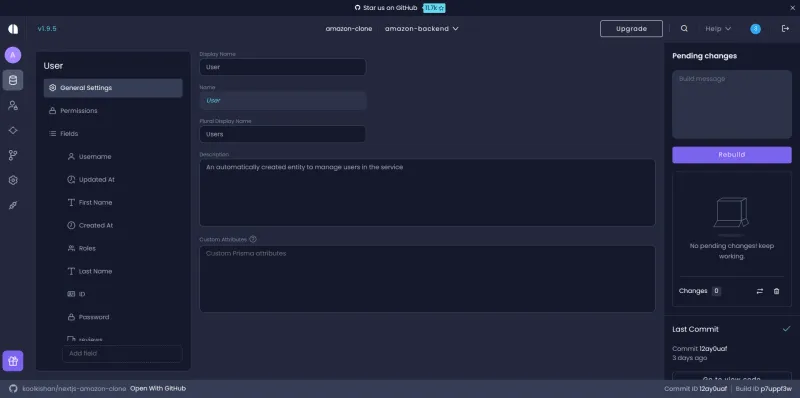 Star us on GitHub 11.7k
v1.9.5
amazon-clone
amazon-backend
Upgrade
Help
3
A
User
General Settings
Permissions
Fields
Username
Updated At
First Name
Created At
Roles
Last Name
ID
Password
reviews
Add field
Display Name
User
Name
User
Plural Display Name
Users
Description
An automatically created entity to manage users in the service
Custom Attributes
Custom Prisma attributes
Pending changes
Build message
Rebuild
No pending changes! keep
working.
Changes 0
Last Commit
Commit 12ay0uaf
3 days ago
Go to view code
koolkishan/nextjs-amazon-clone Open With GitHub
Commit ID 12ay0uaf Build ID p7uppf3w